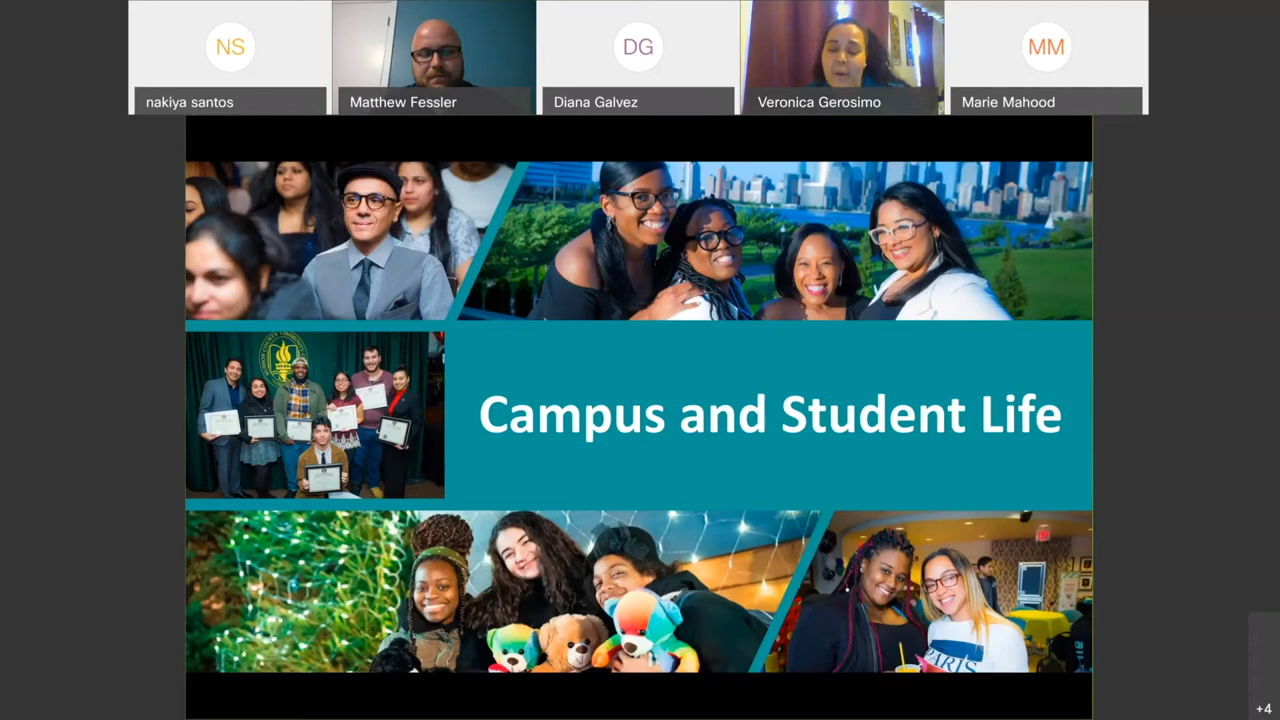 NS
DG
MM
nakiya santos
Matthew Fessler
Diana Galvez
Veronica Gerosimo
Marie Mahood
Campus and Student Life
PARIS
+4